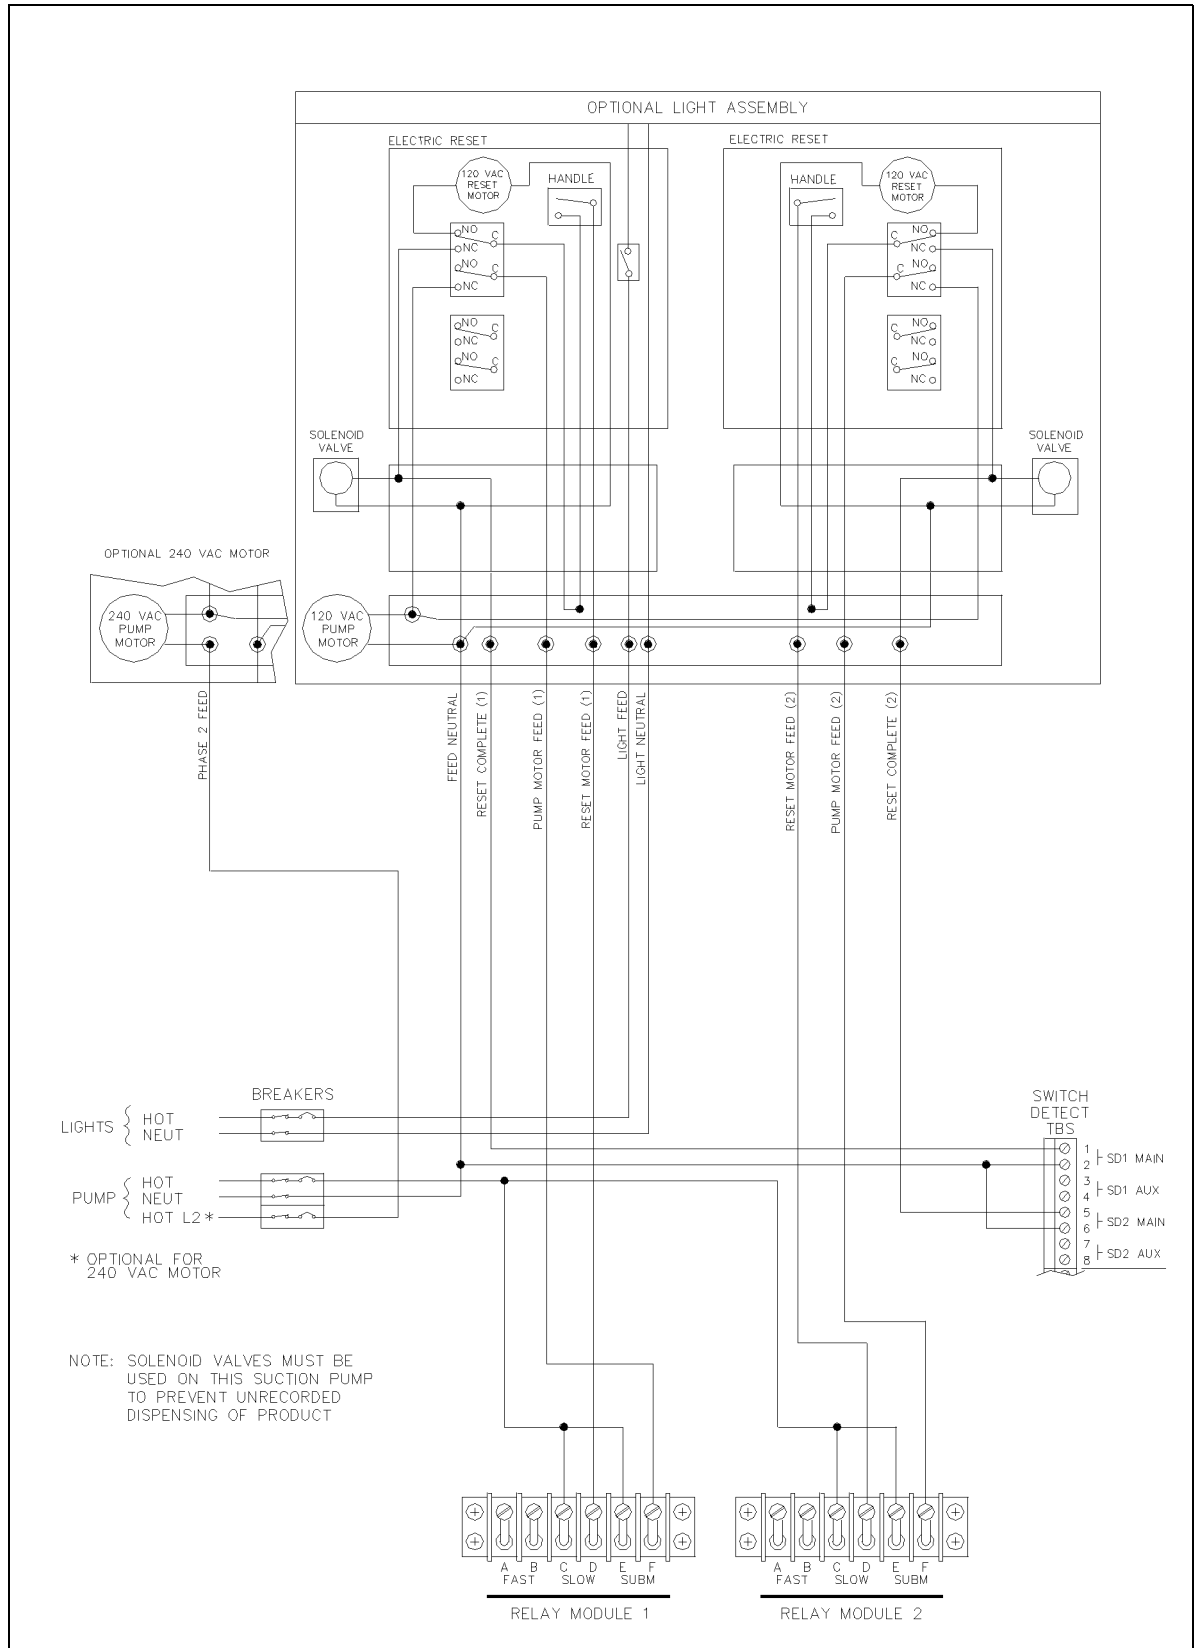 OPTIONAL LIGHT ASSEMBLY
ELECTRIC RESET
120 VAC
RESET
MOTOR
HANDLE
NO
C
NC
NO
C
NC
NO
C
NC
NO
C
NC
ELECTRIC RESET
HANDLE
120 VAC
RESET
MOTOR
NO
C
NC
NO
C
NC
NO
C
NC
NO
C
NC
SOLENOID
VALVE
SOLENOID
VALVE
OPTIONAL 240 VAC MOTOR
240 VAC
PUMP
MOTOR
120 VAC
PUMP
MOTOR
PHASE 2 FEED
FEED NEUTRAL
RESET COMPLETE (1)
PUMP MOTOR FEED (1)
RESET MOTOR FEED (1)
LIGHT FEED
LIGHT NEUTRAL
RESET MOTOR FEED (2)
PUMP MOTOR FEED (2)
RESET COMPLETE (2)
BREAKERS
LIGHTS { HOT
NEUT
PUMP { HOT
NEUT
HOT L2 *
* OPTIONAL FOR
240 VAC MOTOR
SWITCH
DETECT
TBS
1
2
SD1 MAIN
3
4
SD1 AUX
5
6
SD2 MAIN
7
8
SD2 AUX
NOTE: SOLENOID VALVES MUST BE
USED ON THIS SUCTION PUMP
TO PREVENT UNRECORDED
DISPENSING OF PRODUCT
A B C D E F
FAST SLOW SUBM
RELAY MODULE 1
A B C D E F
FAST SLOW SUBM
RELAY MODULE 2